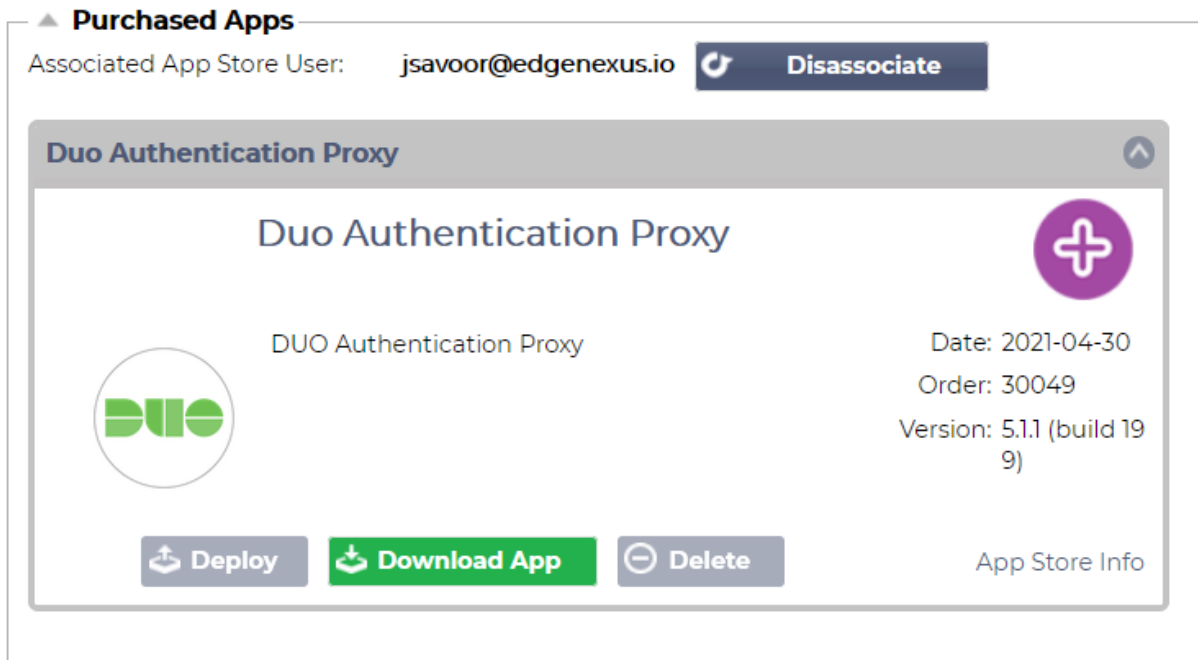 Purchased Apps
Associated App Store User: jsavoor@edgenexus.io Disassociate
Duo Authentication Proxy
Duo Authentication Proxy
DUO Authentication Proxy
Date: 2021-04-30
Order: 30049
Version: 5.1.1 (build 19
9)
DUO
Deploy Download App Delete App Store Info